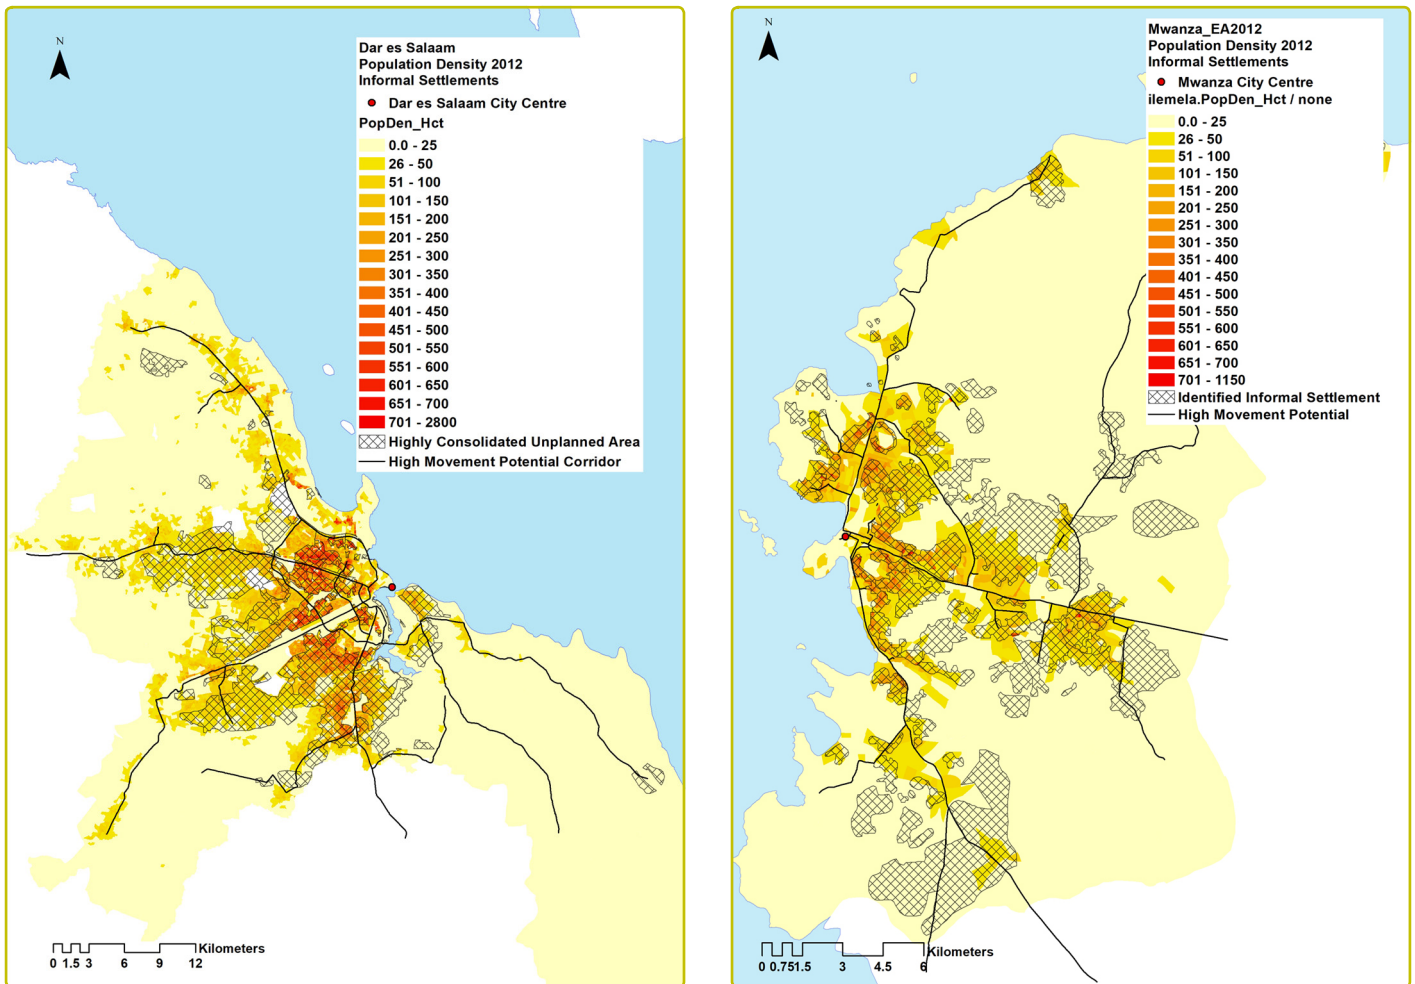 N
Dar es Salaam
Population Density 2012
Informal Settlements
Dar es Salaam City Centre
PopDen_Hct
0.0 - 25
26 - 50
51 - 100
101 - 150
151 - 200
201 - 250
251 - 300
301 - 350
351 - 400
401 - 450
451 - 500
501 - 550
551 - 600
601 - 650
651 - 700
701 - 2800
Highly Consolidated Unplanned Area
High Movement Potential Corridor
Kilometers
0 1.5 3 6 9 12
N
Mwanza_EA2012
Population Density 2012
Informal Settlements
Mwanza City Centre
ilemela.PopDen_Hct / none
0.0 - 25
26 - 50
51 - 100
101 - 150
151 - 200
201 - 250
251 - 300
301 - 350
351 - 400
401 - 450
451 - 500
501 - 550
551 - 600
601 - 650
651 - 700
701 - 1150
Identified Informal Settlement
High Movement Potential
Kilometers
0 0.751.5 3 4.5 6